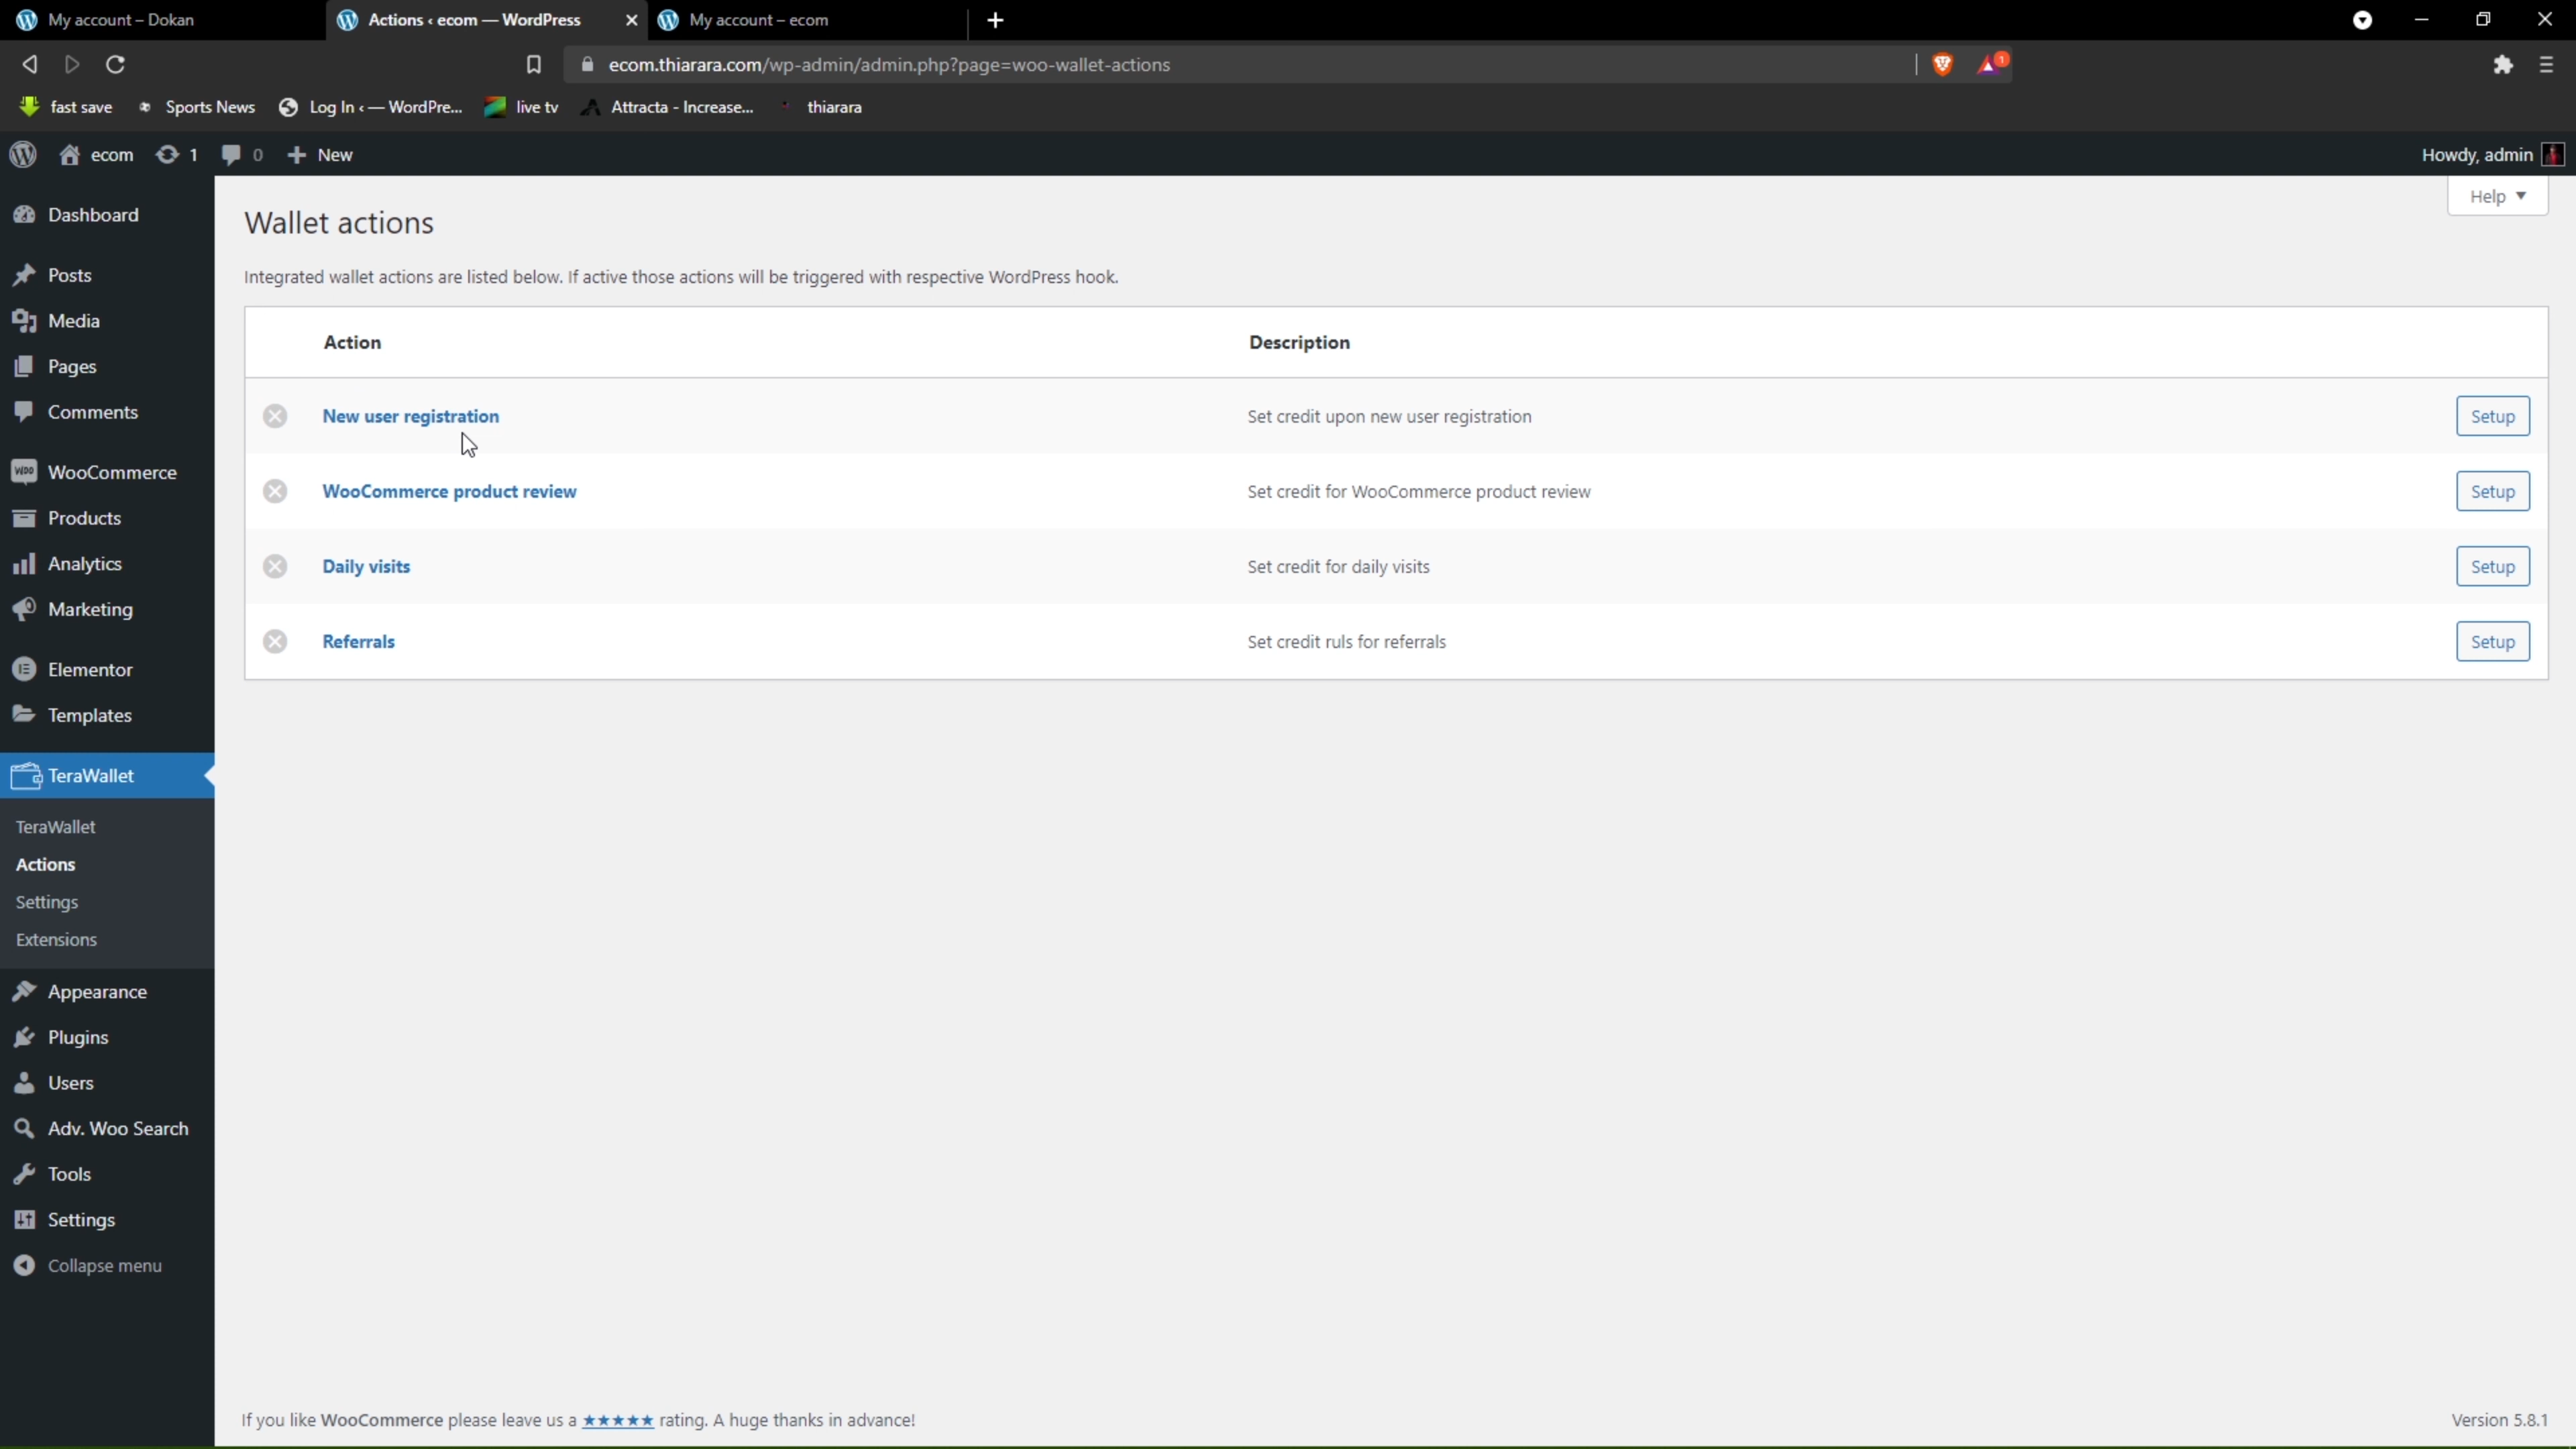 My account – Dokan
Actions ‹ ecom — WordPress
My account – ecom
ecom.thiarara.com/wp-admin/admin.php?page=woo-wallet-actions
1
fast save
Sports News
Log In ‹ — WordPre...
live tv
Attracta - Increase...
thiarara
ecom
1
0
New
Howdy, admin
Help
Dashboard
Posts
Media
Pages
Comments
WooCommerce
Products
Analytics
Marketing
Elementor
Templates
TeraWallet
TeraWallet
Actions
Settings
Extensions
Appearance
Plugins
Users
Adv. Woo Search
Tools
Settings
Collapse menu
Wallet actions
Integrated wallet actions are listed below. If active those actions will be triggered with respective WordPress hook.
Action Description
New user registration Set credit upon new user registration Setup
WooCommerce product review Set credit for WooCommerce product review Setup
Daily visits Set credit for daily visits Setup
Referrals Set credit ruls for referrals Setup
If you like WooCommerce please leave us a ★★★★★ rating. A huge thanks in advance!
Version 5.8.1